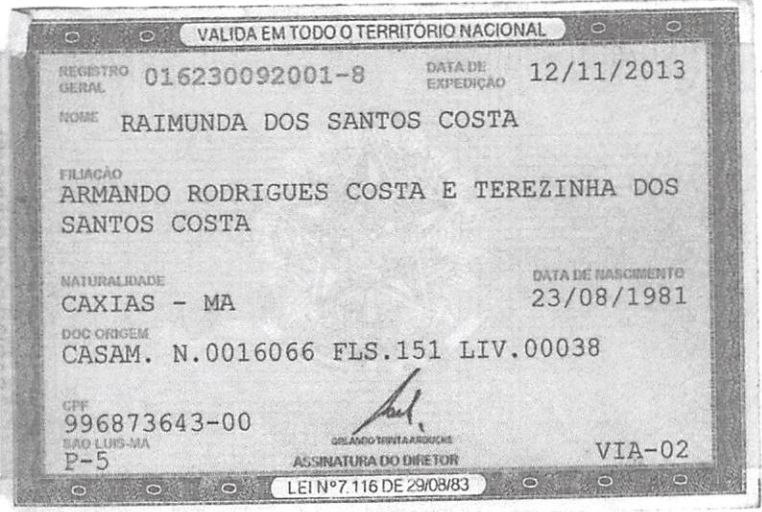 VALIDA EM TODO O TERRITÓRIO NACIONAL
REGISTRO GERAL 016230092001-8 DATA DE EXPEDIÇÃO 12/11/2013
NOME RAIMUNDA DOS SANTOS COSTA
FILIAÇÃO
ARMANDO RODRIGUES COSTA E TEREZINHA DOS
SANTOS COSTA
NATURALIDADE DATA DE NASCIMENTO
CAXIAS - MA 23/08/1981
DOC ORIGEM
CASAM. N.0016066 FLS.151 LIV.00038
CPF
996873643-00
SAO LUIS-MA
P-5 ASSINATURA DO DIRETOR VIA-02
LEI Nº 7.116 DE 29/08/83